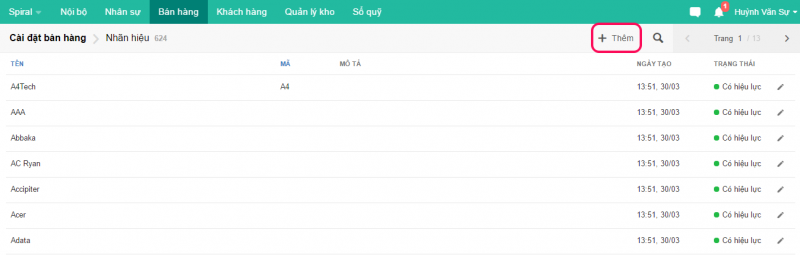 Spiral Nội bộ Nhân sự Bán hàng Khách hàng Quản lý kho Sổ quỹ 1 Huỳnh Văn Sự
Cài đặt bán hàng Nhãn hiệu 624 + Thêm Trang 1 / 13
TÊN MÃ MÔ TẢ NGÀY TẠO TRẠNG THÁI
A4Tech A4 13:51, 30/03 Có hiệu lực
AAA 13:51, 30/03 Có hiệu lực
Abbaka 13:51, 30/03 Có hiệu lực
AC Ryan 13:51, 30/03 Có hiệu lực
Accipiter 13:51, 30/03 Có hiệu lực
Acer 13:51, 30/03 Có hiệu lực
Adata 13:51, 30/03 Có hiệu lực